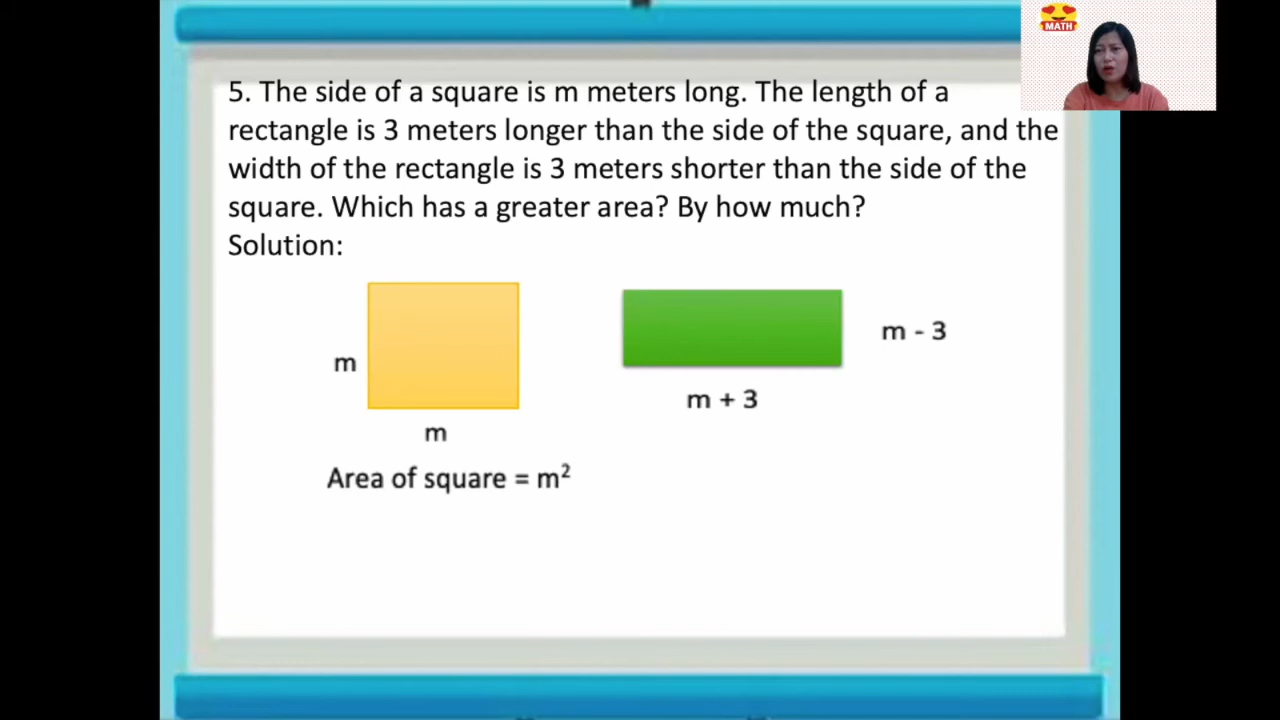 MATH
5. The side of a square is m meters long. The length of a
rectangle is 3 meters longer than the side of the square, and the
width of the rectangle is 3 meters shorter than the side of the
square. Which has a greater area? By how much?
Solution:
m
m
m - 3
m + 3
Area of square = m²